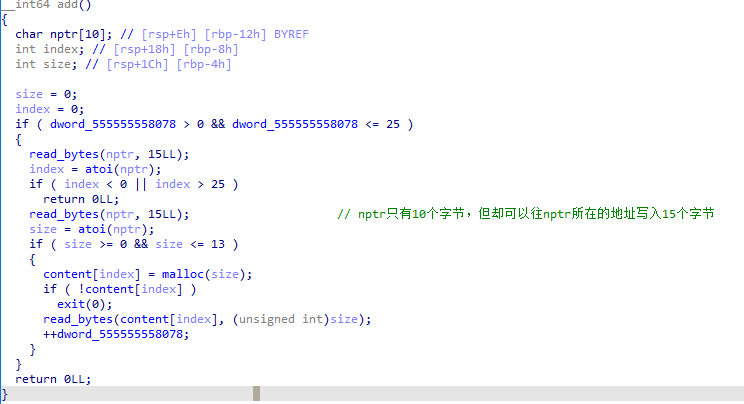 __int64 add()
{
  char nptr[10]; // [rsp+Eh] [rbp-12h] BYREF
  int index; // [rsp+18h] [rbp-8h]
  int size; // [rsp+1Ch] [rbp-4h]

  size = 0;
  index = 0;
  if ( dword_555555558078 > 0 && dword_555555558078 <= 25 )
  {
    read_bytes(nptr, 15LL);
    index = atoi(nptr);
    if ( index < 0 || index > 25 )
      return 0LL;
    read_bytes(nptr, 15LL);                     // nptr只有10个字节，但却可以往nptr所在的地址写入15个字节
    size = atoi(nptr);
    if ( size >= 0 && size <= 13 )
    {
      content[index] = malloc(size);
      if ( !content[index] )
        exit(0);
      read_bytes(content[index], (unsigned int)size);
      ++dword_555555558078;
    }
  }
  return 0LL;
}